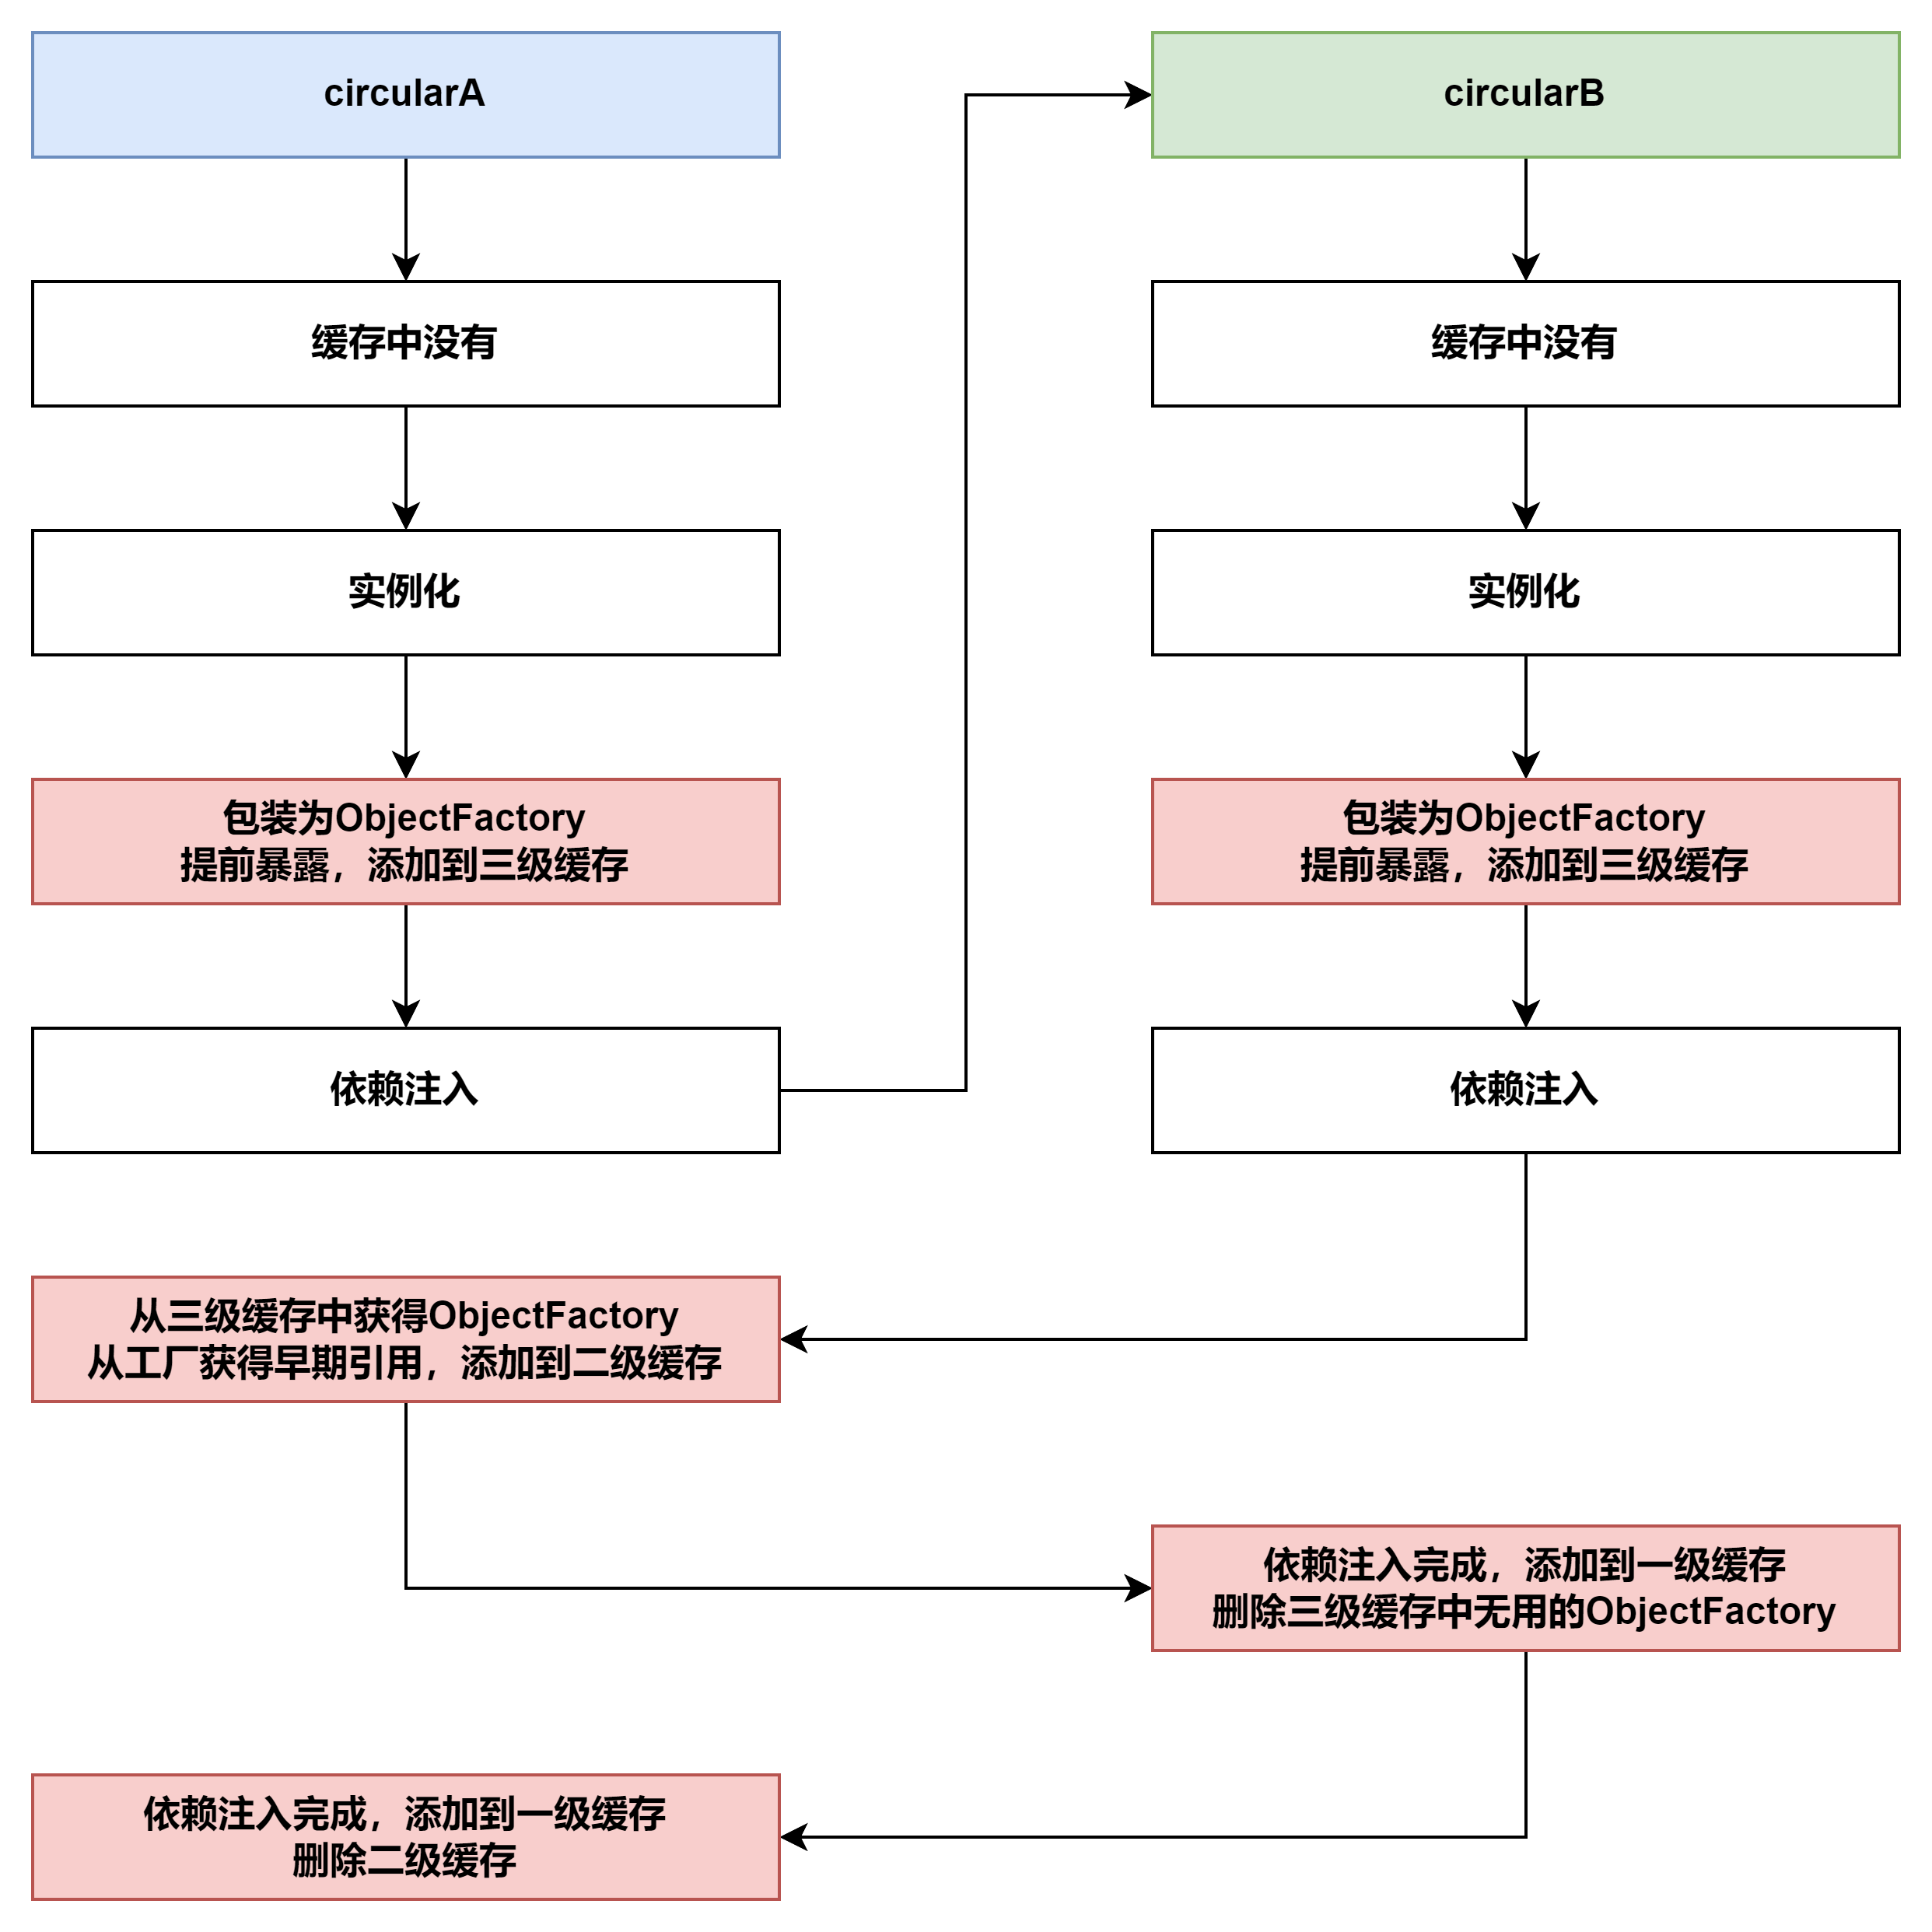 circularA
缓存中没有
实例化
包装为ObjectFactory
提前暴露，添加到三级缓存
依赖注入
circularB
缓存中没有
实例化
包装为ObjectFactory
提前暴露，添加到三级缓存
依赖注入
从三级缓存中获得ObjectFactory
从工厂获得早期引用，添加到二级缓存
依赖注入完成，添加到一级缓存
删除三级缓存中无用的ObjectFactory
依赖注入完成，添加到一级缓存
删除二级缓存